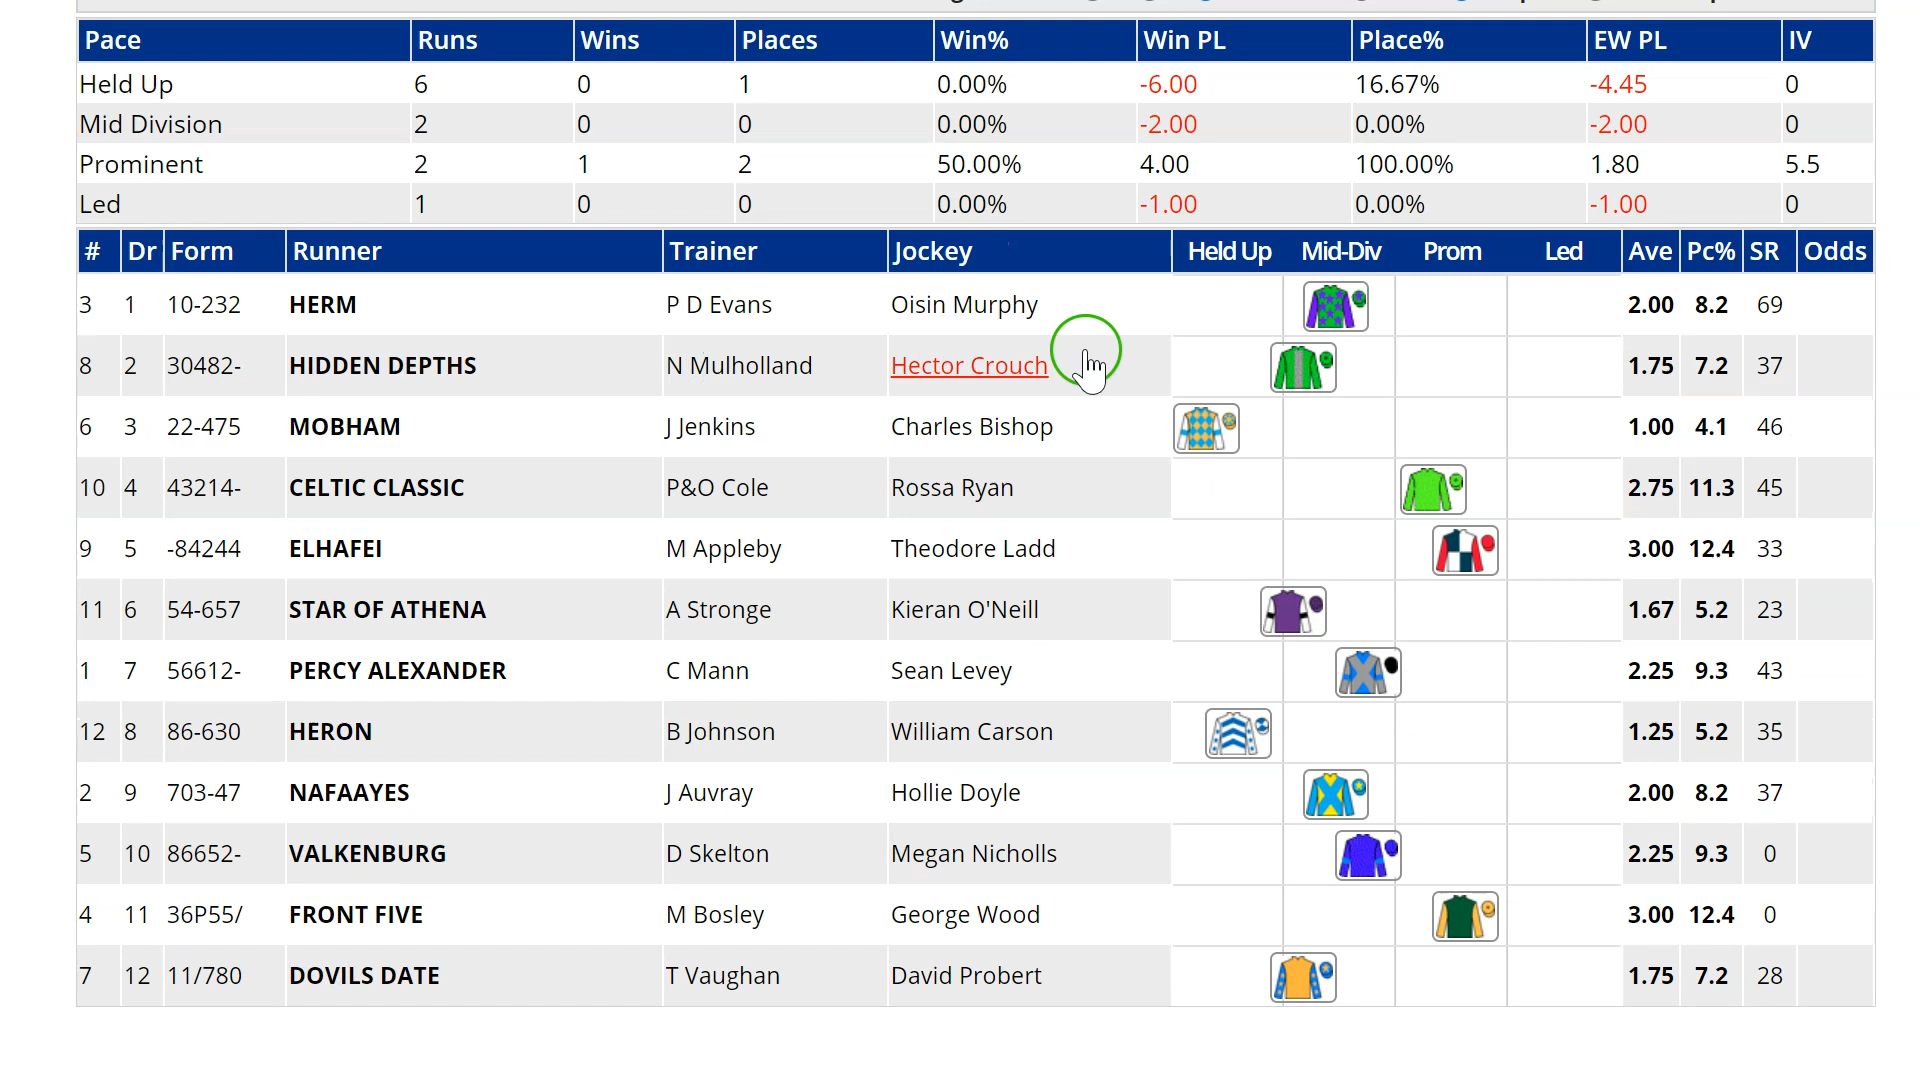 Pace Runs Wins Places Win% Win PL Place% EW PL IV
Held Up 6 0 1 0.00% -6.00 16.67% -4.45 0
Mid Division 2 0 0 0.00% -2.00 0.00% -2.00 0
Prominent 2 1 2 50.00% 4.00 100.00% 1.80 5.5
Led 1 0 0 0.00% -1.00 0.00% -1.00 0
# Dr Form Runner Trainer Jockey Held Up Mid-Div Prom Led Ave Pc% SR Odds
3 1 10-232 HERM P D Evans Oisin Murphy 2.00 8.2 69
8 2 30482- HIDDEN DEPTHS N Mulholland Hector Crouch 1.75 7.2 37
6 3 22-475 MOBHAM J Jenkins Charles Bishop 1.00 4.1 46
10 4 43214- CELTIC CLASSIC P&O Cole Rossa Ryan 2.75 11.3 45
9 5 -84244 ELHAFEI M Appleby Theodore Ladd 3.00 12.4 33
11 6 54-657 STAR OF ATHENA A Stronge Kieran O'Neill 1.67 5.2 23
1 7 56612- PERCY ALEXANDER C Mann Sean Levey 2.25 9.3 43
12 8 86-630 HERON B Johnson William Carson 1.25 5.2 35
2 9 703-47 NAFAAYES J Auvray Hollie Doyle 2.00 8.2 37
5 10 86652- VALKENBURG D Skelton Megan Nicholls 2.25 9.3 0
4 11 36P55/ FRONT FIVE M Bosley George Wood 3.00 12.4 0
7 12 11/780 DOVILS DATE T Vaughan David Probert 1.75 7.2 28